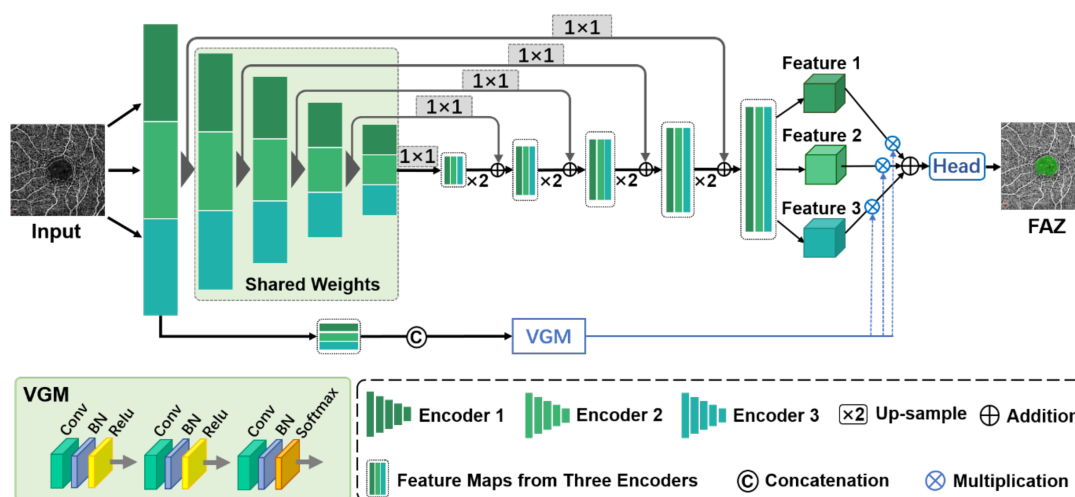 1×1
1×1
1×1
1×1
1×1
Feature 1
Feature 2
Feature 3
×2
×2
×2
×2
Head
Input
FAZ
Shared Weights
C
VGM
VGM
Conv
BN
Relu
Conv
BN
Relu
Conv
BN
Softmax
Encoder 1
Encoder 2
Encoder 3
×2
Up-sample
Addition
Feature Maps from Three Encoders
C
Concatenation
Multiplication